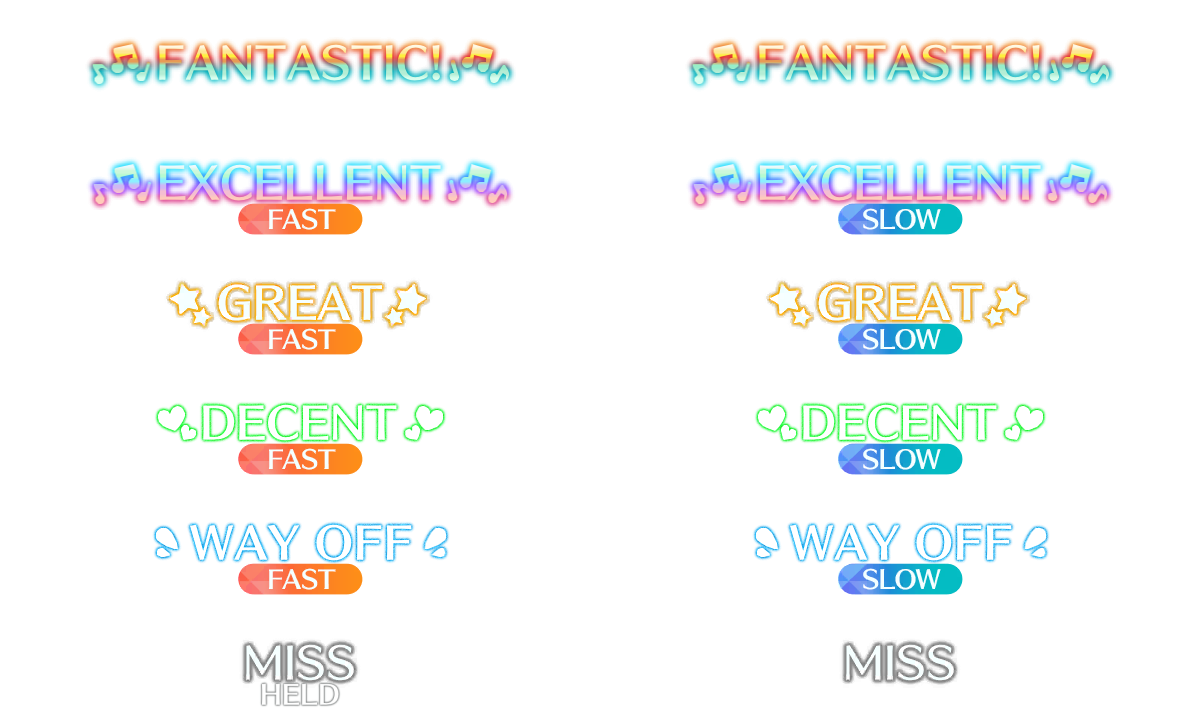 FANTASTIC! FANTASTIC!
EXCELLENT EXCELLENT
FAST SLOW
GREAT GREAT
FAST SLOW
DECENT DECENT
FAST SLOW
WAY OFF WAY OFF
FAST SLOW
MISS MISS
HELD